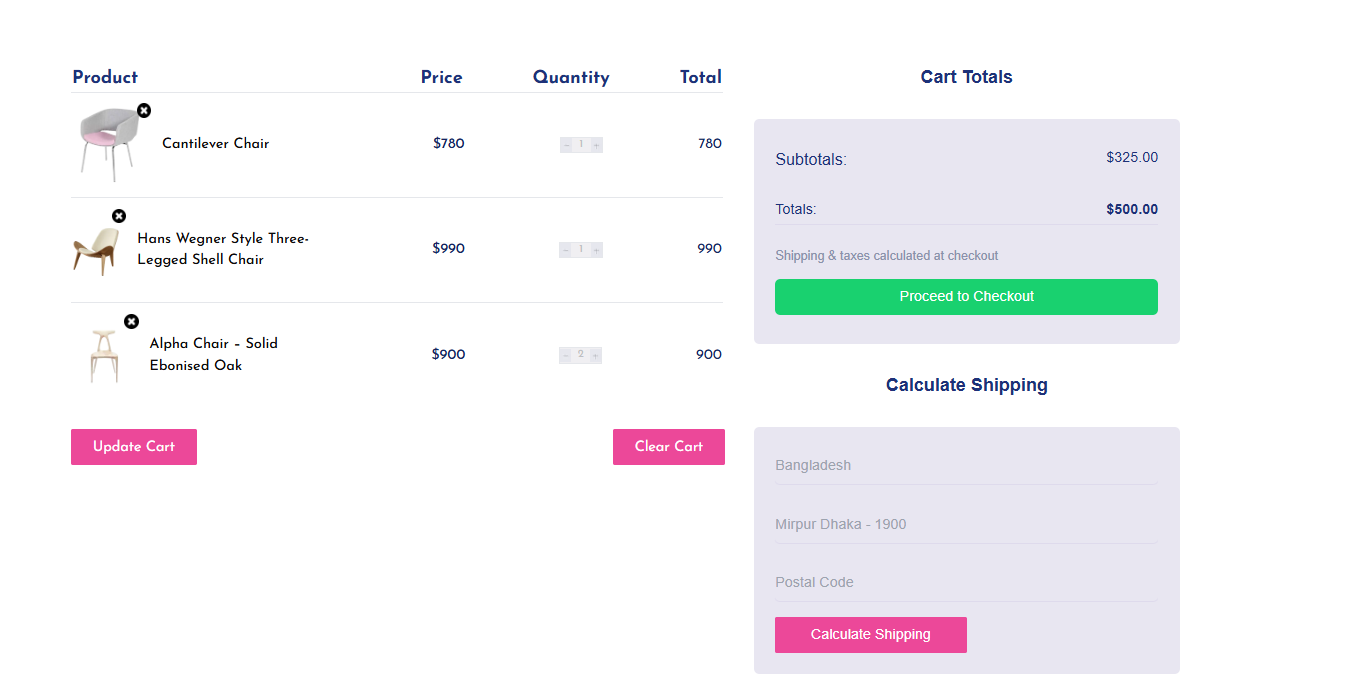 Product Price Quantity Total
Cantilever Chair $780 - 1 + 780
Hans Wegner Style Three-
Legged Shell Chair $990 - 1 + 990
Alpha Chair – Solid
Ebonised Oak $900 - 2 + 900
Update Cart Clear Cart
Cart Totals
Subtotals: $325.00
Totals: $500.00
Shipping & taxes calculated at checkout
Proceed to Checkout
Calculate Shipping
Bangladesh
Mirpur Dhaka - 1900
Postal Code
Calculate Shipping